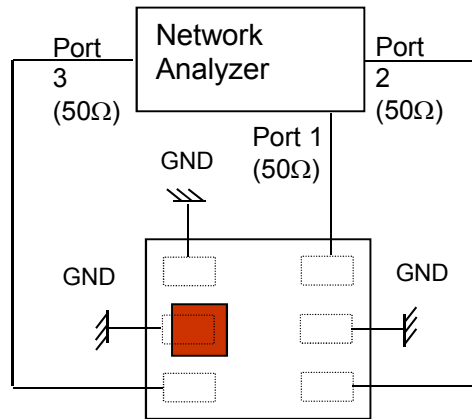 Port
3
(50Ω)
Network
Analyzer
Port
2
(50Ω)
Port 1
(50Ω)
GND
GND
GND